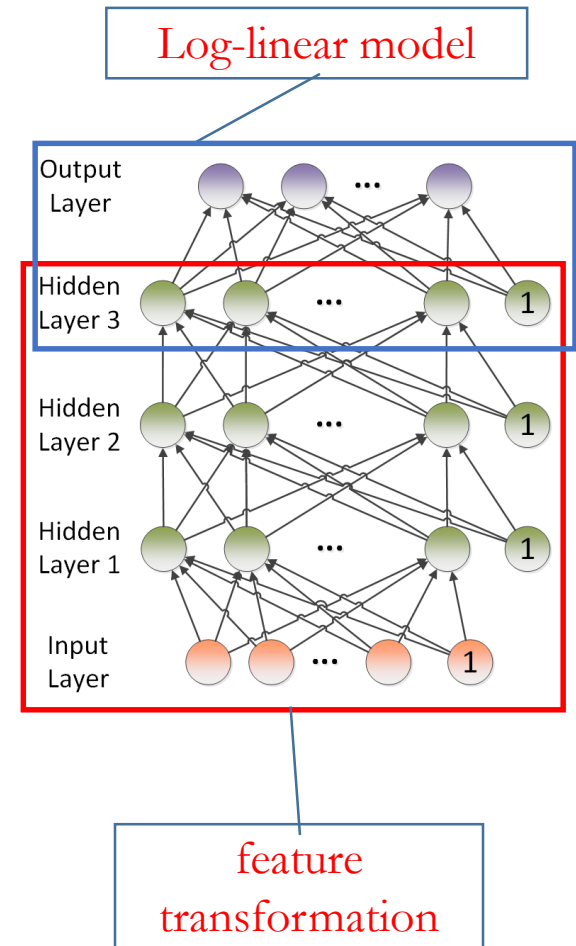 Log-linear model
Output
Layer
...
Hidden
Layer 3
...
1
Hidden
Layer 2
...
1
Hidden
Layer 1
...
1
Input
Layer
...
1
feature
transformation